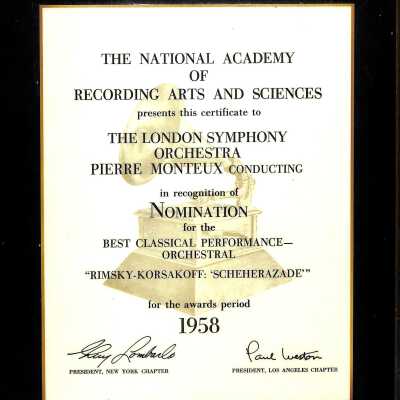 THE NATIONAL ACADEMY
OF
RECORDING ARTS AND SCIENCES
presents this certificate to
THE LONDON SYMPHONY
ORCHESTRA
PIERRE MONTEUX CONDUCTING
in recognition of
NOMINATION
for the
BEST CLASSICAL PERFORMANCE—
ORCHESTRAL
"RIMSKY-KORSAKOFF: 'SCHEHERAZADE'"
for the awards period
1958
Guy Lombardo Paul Weston
PRESIDENT, NEW YORK CHAPTER PRESIDENT, LOS ANGELES CHAPTER